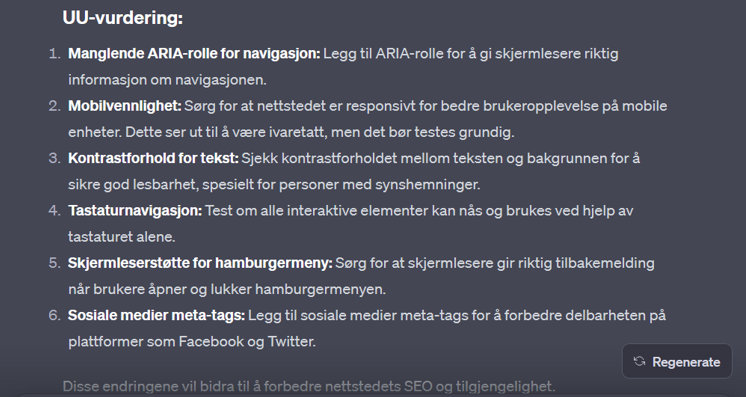 UU-vurdering:
1. Manglende ARIA-rolle for navigasjon: Legg til ARIA-rolle for å gi skjermlesere riktig
informasjon om navigasjonen.
2. Mobilvennlighet: Sørg for at nettstedet er responsivt for bedre brukeropplevelse på mobile
enheter. Dette ser ut til å være ivaretatt, men det bør testes grundig.
3. Kontrastforhold for tekst: Sjekk kontrastforholdet mellom teksten og bakgrunnen for å
sikre god lesbarhet, spesielt for personer med synshemninger.
4. Tastaturnavigasjon: Test om alle interaktive elementer kan nås og brukes ved hjelp av
tastaturet alene.
5. Skjermleserstøtte for hamburgermeny: Sørg for at skjermlesere gir riktig tilbakemelding
når brukere åpner og lukker hamburgermenyen.
6. Sosiale medier meta-tags: Legg til sosiale medier meta-tags for å forbedre delbarheten på
plattformer som Facebook og Twitter.
Regenerate
Disse endringene vil bidra til å forbedre nettstedets SEO og tilgjengelighet.